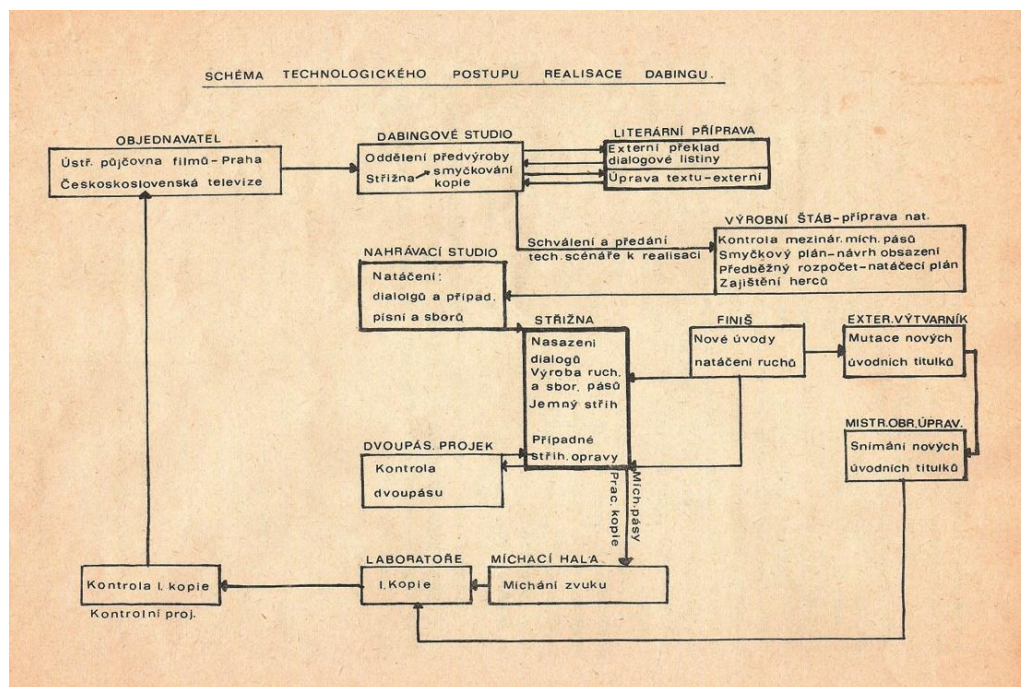 SCHÉMA TECHNOLOGICKÉHO POSTUPU REALISACE DABINGU.
OBJEDNAVATEL
Ústř. půjčovna filmů–Praha
Československá televize
DABINGOVÉ STUDIO
Oddělení předvýroby
Střižna smyčkování
kopie
LITERÁRNÍ PŘÍPRAVA
Externí překlad
dialogové listiny
Úprava textu–externí
Schválení a předání
tech. scénáře k realisaci
VÝROBNÍ ŠTÁB–příprava nat.
Kontrola mezinár. mích. pásů
Smyčkový plán–návrh obsazení
Předběžný rozpočet–natáčecí plán
Zajištění herců
NAHRÁVACÍ STUDIO
Natáčení:
dialolgů a případ.
písní a sborů
STŘIŽNA
Nasazení
dialogů
Výroba ruch.
a sbor. pásů
Jemný střih
Případné
střih. opravy
FINIŠ
Nové úvody
natáčení ruchů
EXTER. VÝTVARNÍK
Mutace nových
úvodních titulků
MISTR. OBR. ÚPRAV.
Snímání nových
úvodních titulků
DVOUPÁS. PROJEK
Kontrola
dvoupásu
Prac. kopie
Mích. pásy
MÍCHACÍ HALA
Míchání zvuku
LABORATOŘE
I. Kopie
Kontrola I. kopie
Kontrolní proj.